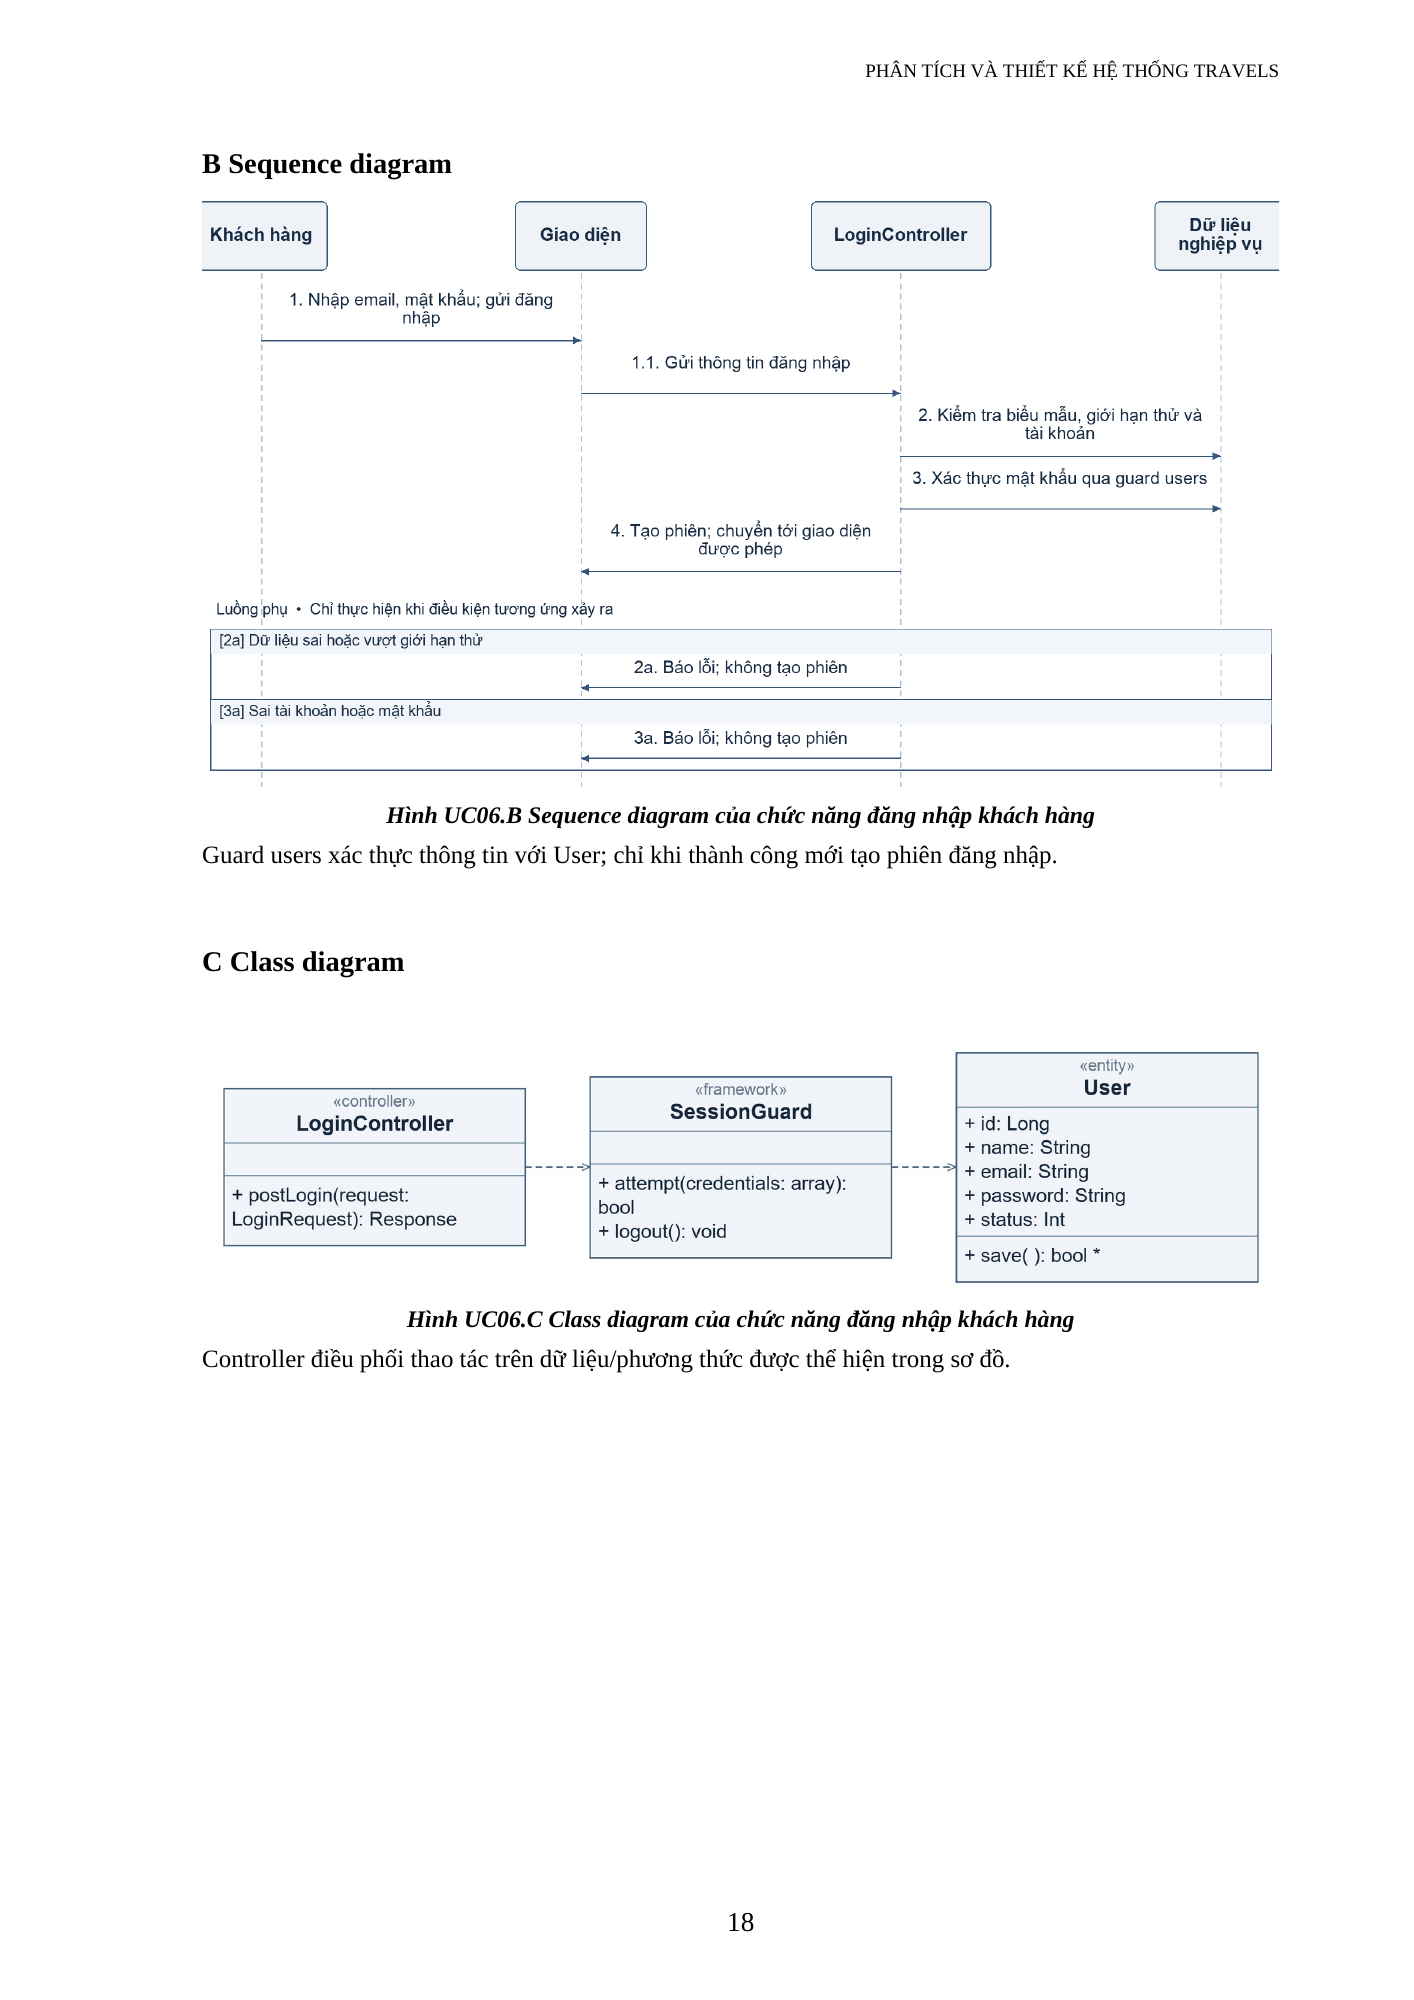 PHÂN TÍCH VÀ THIẾT KẾ HỆ THỐNG TRAVELS
B Sequence diagram
Khách hàng
Giao diện
LoginController
Dữ liệu
nghiệp vụ
1. Nhập email, mật khẩu; gửi đăng
nhập
1.1. Gửi thông tin đăng nhập
2. Kiểm tra biểu mẫu, giới hạn thử và
tài khoản
3. Xác thực mật khẩu qua guard users
4. Tạo phiên; chuyển tới giao diện
được phép
Luồng phụ • Chỉ thực hiện khi điều kiện tương ứng xảy ra
[2a] Dữ liệu sai hoặc vượt giới hạn thử
2a. Báo lỗi; không tạo phiên
[3a] Sai tài khoản hoặc mật khẩu
3a. Báo lỗi; không tạo phiên
Hình UC06.B Sequence diagram của chức năng đăng nhập khách hàng
Guard users xác thực thông tin với User; chỉ khi thành công mới tạo phiên đăng nhập.
C Class diagram
«controller»
LoginController
+ postLogin(request:
LoginRequest): Response
«framework»
SessionGuard
+ attempt(credentials: array):
bool
+ logout(): void
«entity»
User
+ id: Long
+ name: String
+ email: String
+ password: String
+ status: Int
+ save( ): bool *
Hình UC06.C Class diagram của chức năng đăng nhập khách hàng
Controller điều phối thao tác trên dữ liệu/phương thức được thể hiện trong sơ đồ.
18